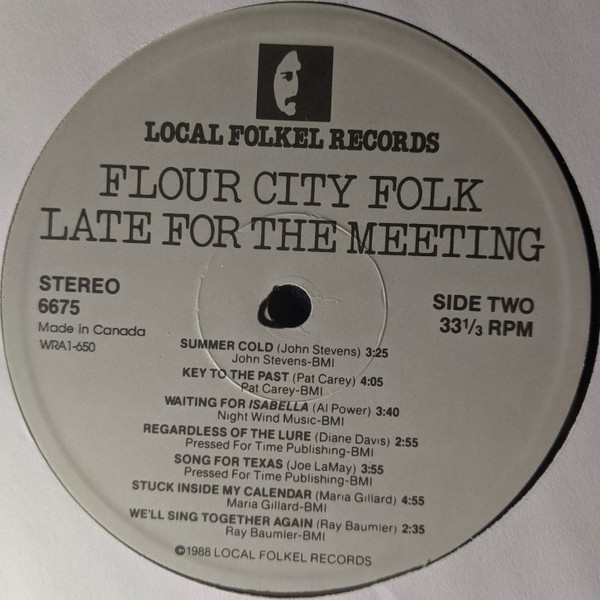 LOCAL FOLKEL RECORDS
FLOUR CITY FOLK
LATE FOR THE MEETING
STEREO
6675
Made in Canada
WRA1-650
SIDE TWO
33 1/3 RPM
SUMMER COLD (John Stevens) 3:25
John Stevens-BMI
KEY TO THE PAST (Pat Carey) 4:05
Pat Carey-BMI
WAITING FOR ISABELLA (Al Power) 3:40
Night Wind Music-BMI
REGARDLESS OF THE LURE (Diane Davis) 2:55
Pressed For Time Publishing-BMI
SONG FOR TEXAS (Joe LaMay) 3:55
Pressed For Time Publishing-BMI
STUCK INSIDE MY CALENDAR (Maria Gillard) 4:55
Maria Gillard-BMI
WE'LL SING TOGETHER AGAIN (Ray Baumler) 2:35
Ray Baumler-BMI
©1988 LOCAL FOLKEL RECORDS